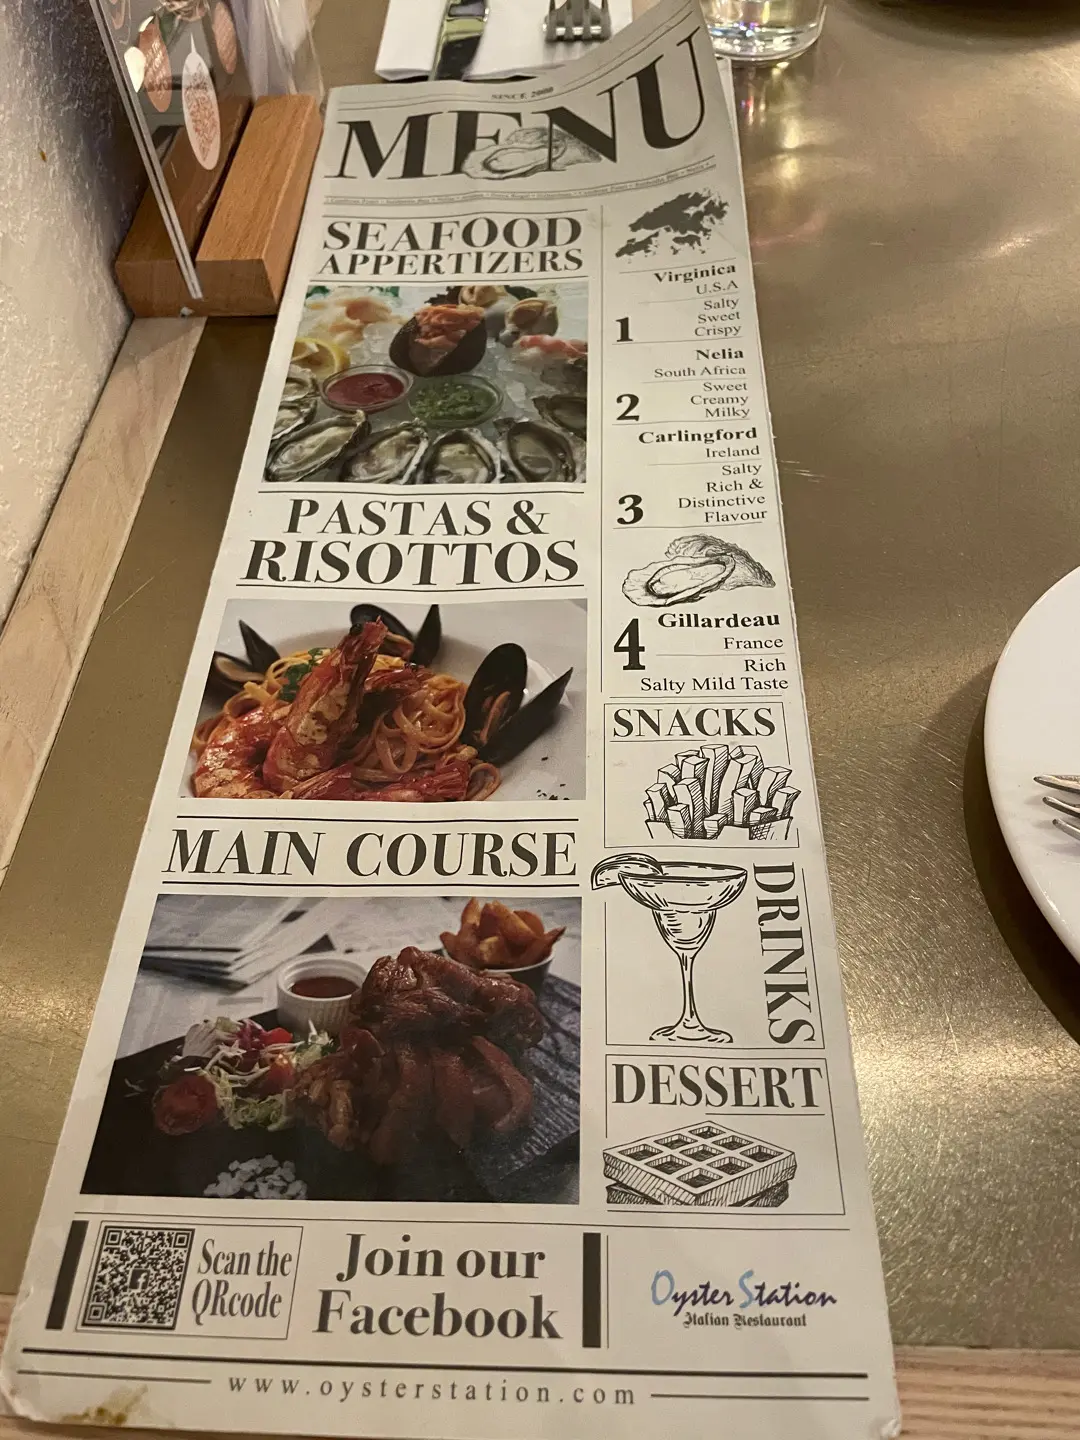 SINCE 2000
MENU
SEAFOOD
APPERTIZERS
PASTAS &
RISOTTOS
MAIN COURSE
Virginica
U.S.A
Salty
Sweet
Crispy
1
Nelia
South Africa
Sweet
Creamy
Milky
2
Carlingford
Ireland
Salty
Rich &
Distinctive
Flavour
3
Gillardeau
4
France
Rich
Salty Mild Taste
SNACKS
DRINKS
DESSERT
Scan the
QRcode
Join our
Facebook
Oyster Station
Italian Restaurant
www.oysterstation.com